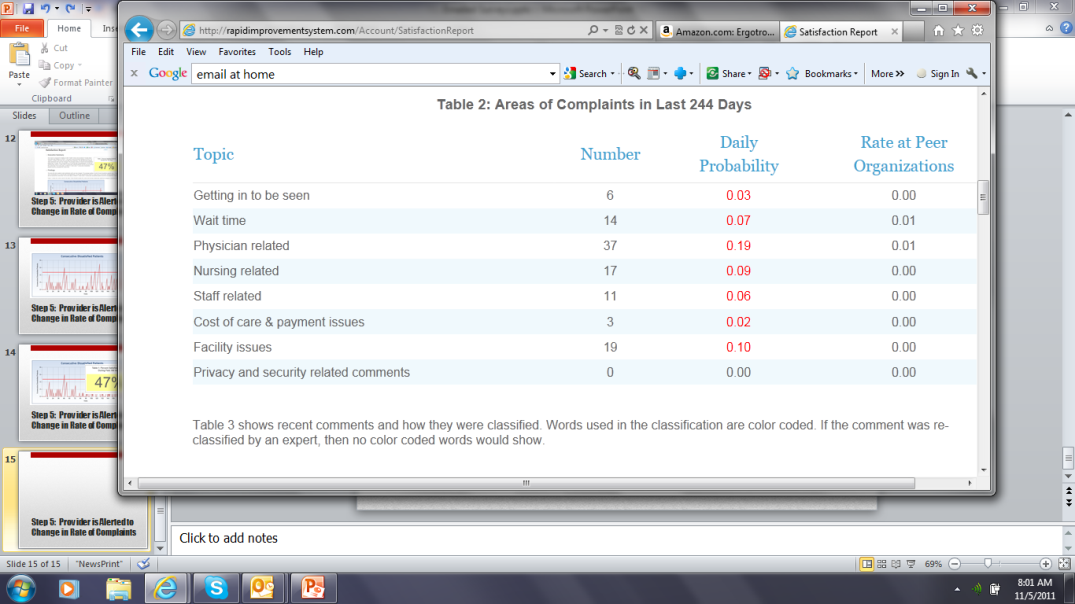 File
Home
Ins
Paste
Cut
Copy
Format Painter
Clipboard
Slides
Outline
12
47%
Step 5: Provider is Alert
Change in Rate of Comp
13
Step 5: Provider is Alert
Change in Rate of Comp
14
47%
Step 5: Provider is Alert
Change in Rate of Comp
15
Step 5: Provider is Alerted to
Change in Rate of Complaints
http://rapidimprovementsystem.com/Account/SatisfactionReport
Amazon.com: Ergotro...
Satisfaction Report
File Edit View Favorites Tools Help
x Google email at home Search Share Bookmarks More >> Sign In
Table 2: Areas of Complaints in Last 244 Days
Topic Number Daily Probability Rate at Peer Organizations
Getting in to be seen 6 0.03 0.00
Wait time 14 0.07 0.01
Physician related 37 0.19 0.01
Nursing related 17 0.09 0.00
Staff related 11 0.06 0.00
Cost of care & payment issues 3 0.02 0.00
Facility issues 19 0.10 0.00
Privacy and security related comments 0 0.00 0.00
Table 3 shows recent comments and how they were classified. Words used in the classification are color coded. If the comment was re-
classified by an expert, then no color coded words would show.
Click to add notes
Slide 15 of 15 "NewsPrint" 69%
8:01 AM
11/5/2011